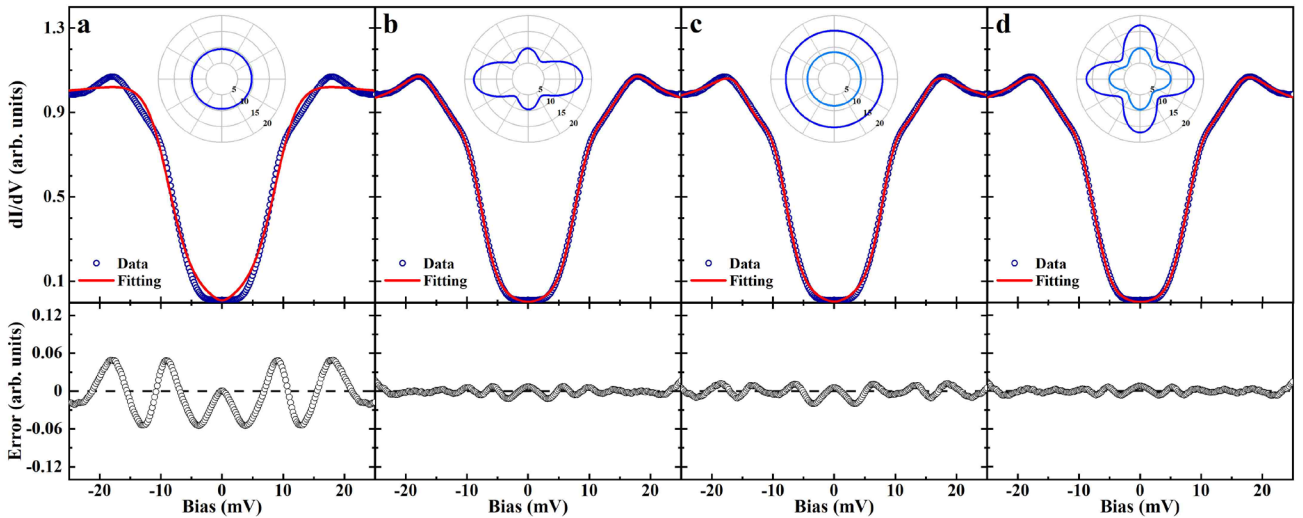 a b c d
1.3
0.9
0.5
0.1
dI/dV (arb. units)
5 10 15 20
5 10 15 20
5 10 15 20
5 10 15 20
Data Data Data Data
Fitting Fitting Fitting Fitting
0.12
0.06
0
-0.06
-0.12
Error (arb. units)
-20 -10 0 10 20 -20 -10 0 10 20 -20 -10 0 10 20 -20 -10 0 10 20
Bias (mV) Bias (mV) Bias (mV) Bias (mV)